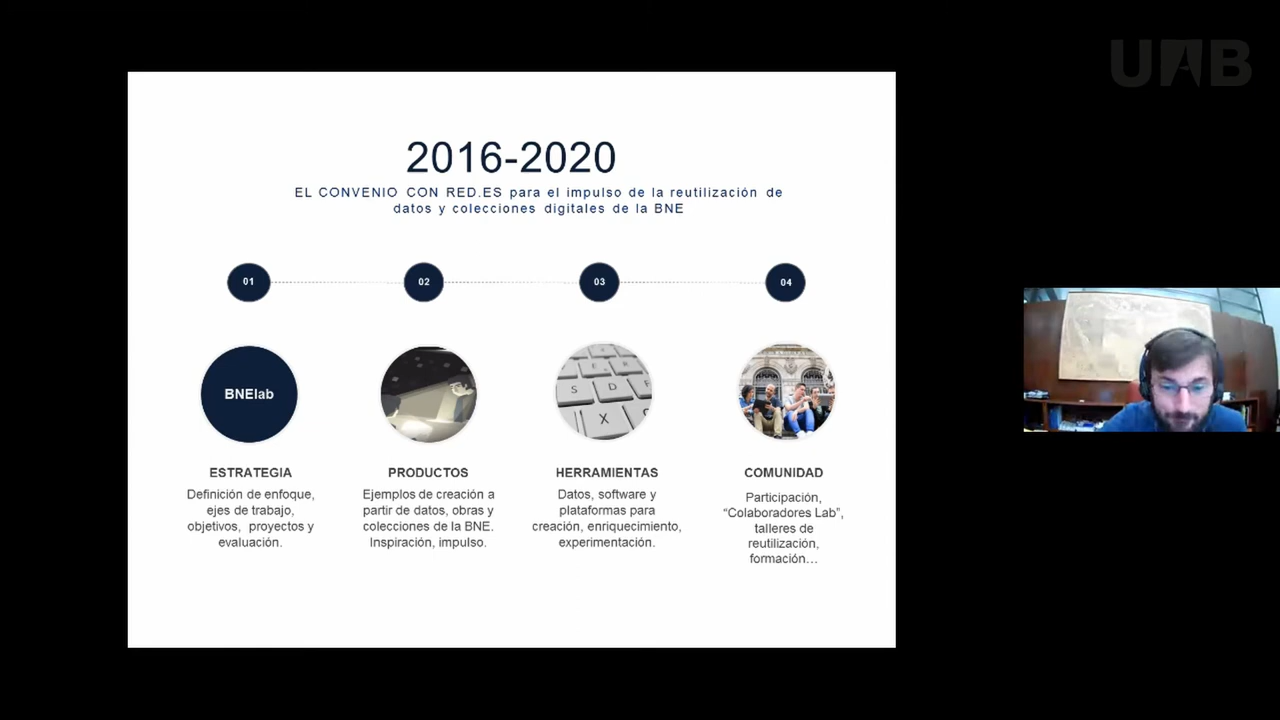 UAB
2016-2020
EL CONVENIO CON RED.ES para el impulso de la reutilización de
datos y colecciones digitales de la BNE
01
02
03
04
BNElab
S D F
X C
ESTRATEGIA
Definición de enfoque,
ejes de trabajo,
objetivos, proyectos y
evaluación.
PRODUCTOS
Ejemplos de creación a
partir de datos, obras y
colecciones de la BNE.
Inspiración, impulso.
HERRAMIENTAS
Datos, software y
plataformas para
creación, enriquecimiento,
experimentación.
COMUNIDAD
Participación,
“Colaboradores Lab”,
talleres de
reutilización,
formación…